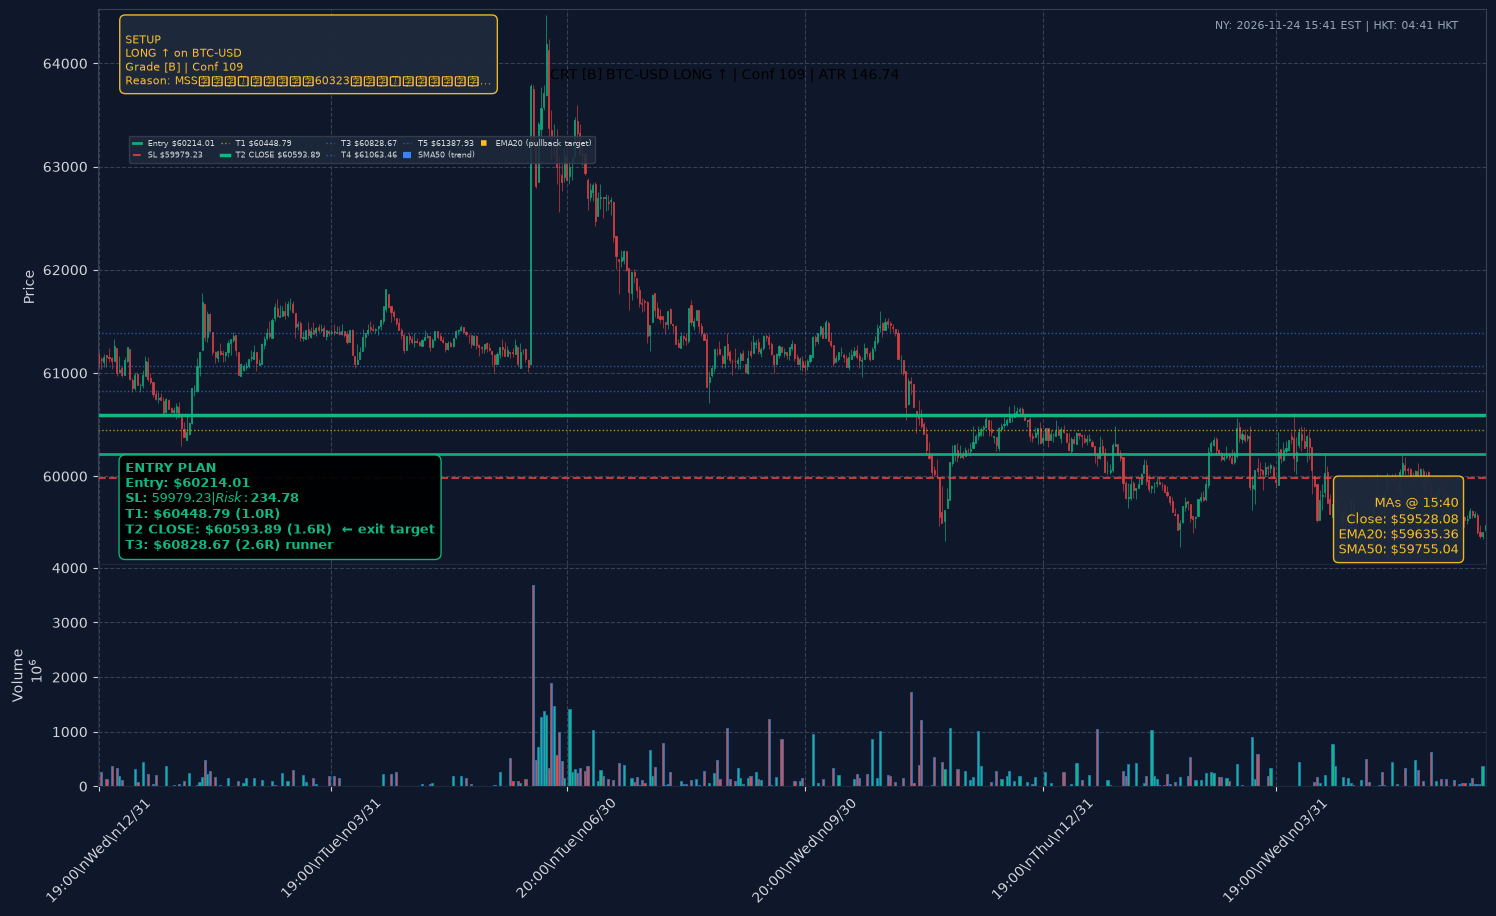 NY: 2026-11-24 15:41 EST | HKT: 04:41 HKT
SETUP
LONG ↑ on BTC-USD
Grade [B] | Conf 109
Reason: MSS 60323 ...
CRT [B] BTC-USD LONG ↑ | Conf 109 | ATR 146.74
Entry $60214.01 T1 $60448.79 T3 $60828.67 T5 $61387.93 EMA20 (pullback target)
SL $59979.23 T2 CLOSE $60593.89 T4 $61063.46 SMA50 (trend)
64000
63000
62000
61000
60000
Price
ENTRY PLAN
Entry: $60214.01
SL: 59979.23|Risk:234.78
T1: $60448.79 (1.0R)
T2 CLOSE: $60593.89 (1.6R) ← exit target
T3: $60828.67 (2.6R) runner
MAs @ 15:40
Close: $59528.08
EMA20: $59635.36
SMA50: $59755.04
4000
3000
2000
1000
0
Volume
10⁶
19:00\nWed\n12/31
19:00\nTue\n03/31
20:00\nTue\n06/30
20:00\nWed\n09/30
19:00\nThu\n12/31
19:00\nWed\n03/31